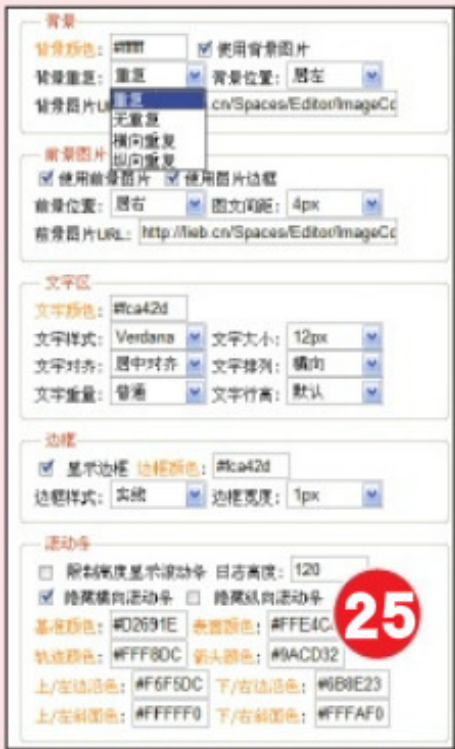 背景
背景颜色: #ffffff 使用背景图片
背景重复: 重复 背景位置: 居左
背景图片U .cn/Spaces/Editor/ImageCo
重复
无重复
横向重复
纵向重复
前景图片
使用前景图片 使用图片边框
前景位置: 居右 图文间距: 4px
前景图片URL: http://lieb.cn/Spaces/Editor/ImageCo
文字区
文字颜色: #fca42d
文字样式: Verdana 文字大小: 12px
文字对齐: 居中对齐 文字排列: 横向
文字重量: 普通 文字行高: 默认
边框
显示边框 边框颜色: #fca42d
边框样式: 实线 边框宽度: 1px
滚动条
限制高度显示滚动条 日志高度: 120
隐藏横向滚动条 隐藏纵向滚动条
基准颜色: #D2691E 表面颜色: #FFE4C
25
轨迹颜色: #FFF8DC 箭头颜色: #9ACD32
上/左边沿色: #F6F5DC 下/右边沿色: #6B8E23
上/左斜面色: #FFFFF0 下/右斜面色: #FFFAF0